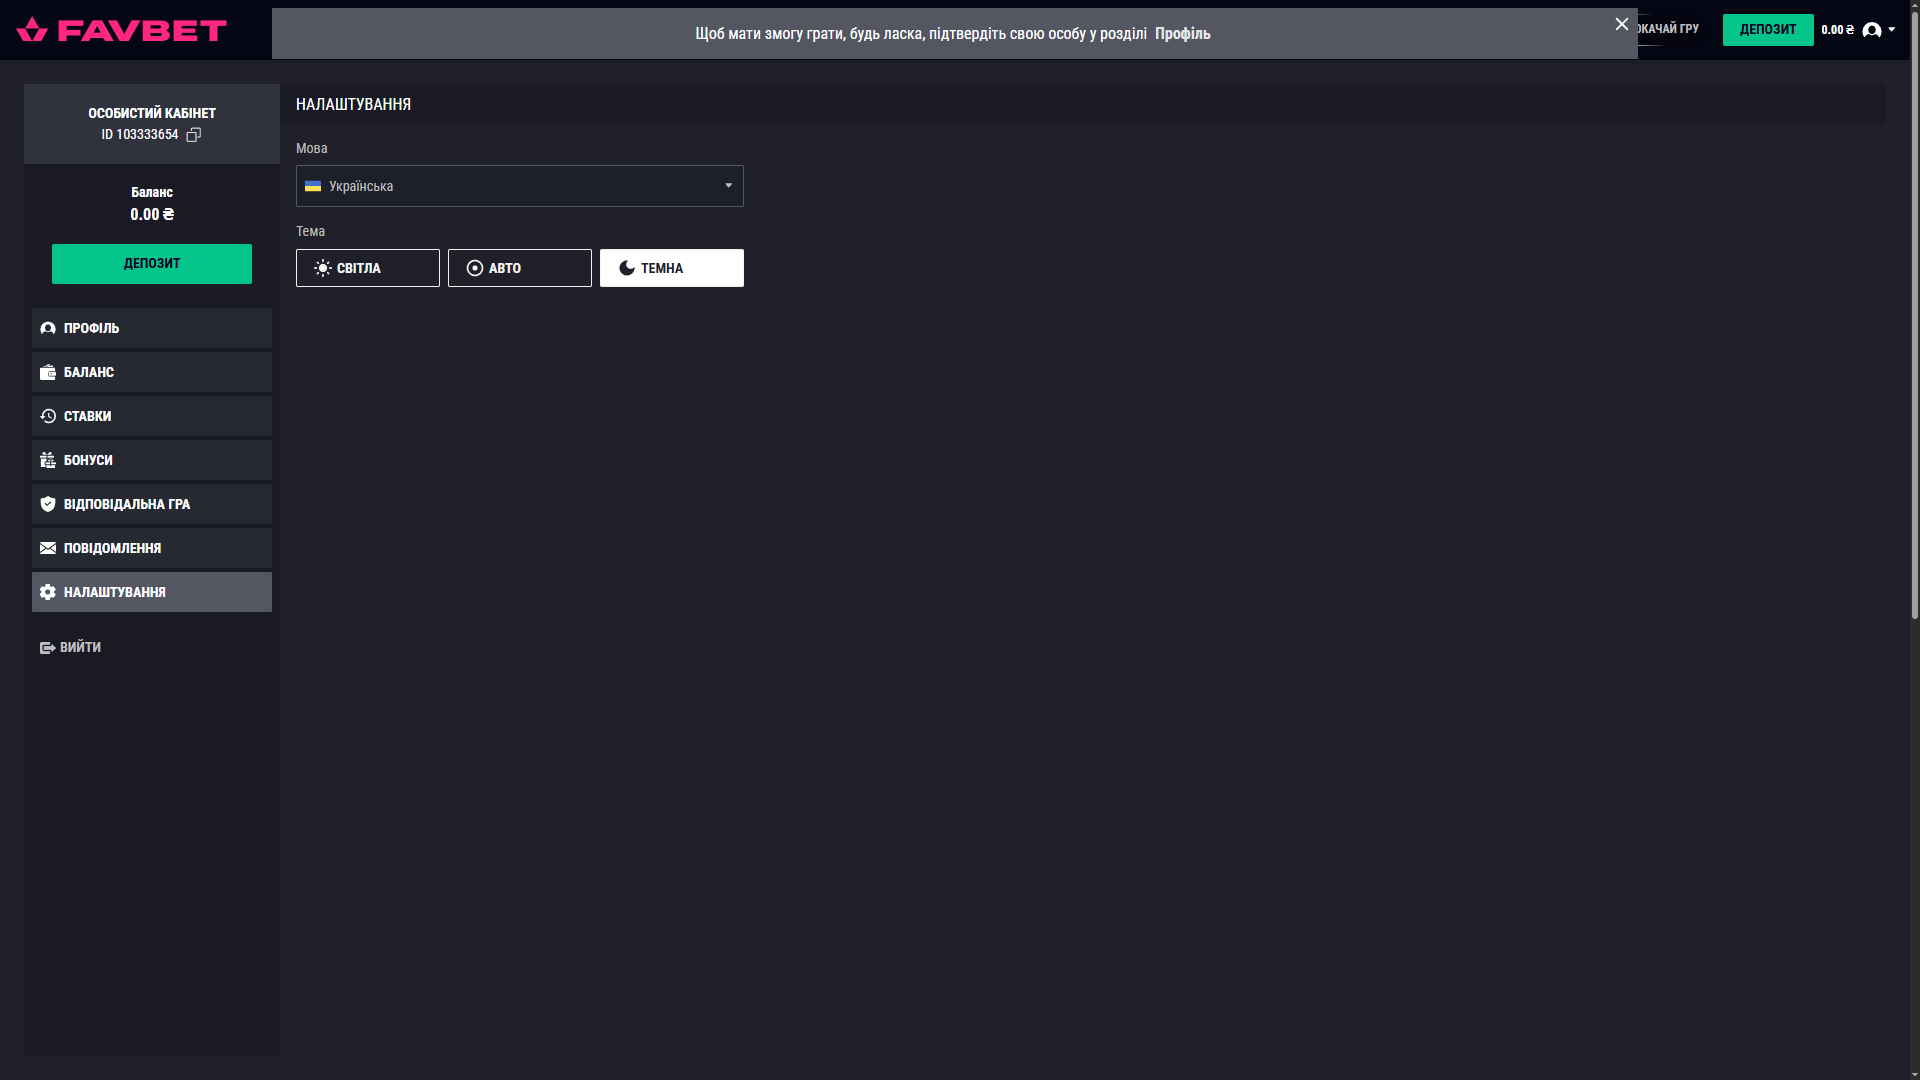 FAVBET
Щоб мати змогу грати, будь ласка, підтвердіть свою особу у розділі Профіль
ГРУ
ДЕПОЗИТ
0.00 ₴
ОСОБИСТИЙ КАБІНЕТ
ID 103333654
Баланс
0.00 ₴
ДЕПОЗИТ
ПРОФІЛЬ
БАЛАНС
СТАВКИ
БОНУСИ
ВІДПОВІДАЛЬНА ГРА
ПОВІДОМЛЕННЯ
НАЛАШТУВАННЯ
ВИЙТИ
НАЛАШТУВАННЯ
Мова
Українська
Тема
СВІТЛА
АВТО
ТЕМНА